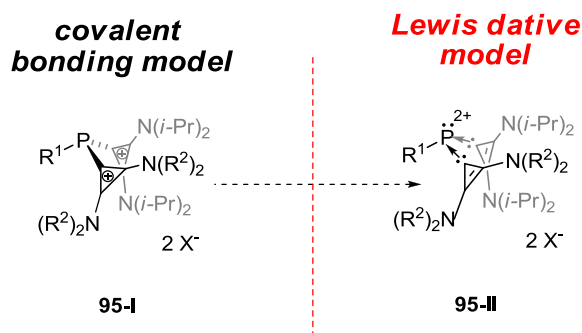 covalent
bonding model
Lewis dative
model
N(i-Pr)2
P
R1
⊕
N(R2)2
⊕
N(i-Pr)2
(R2)2N
2 X-
95-I
2+
N(i-Pr)2
P
R1
N(R2)2
N(i-Pr)2
(R2)2N
2 X-
95-II